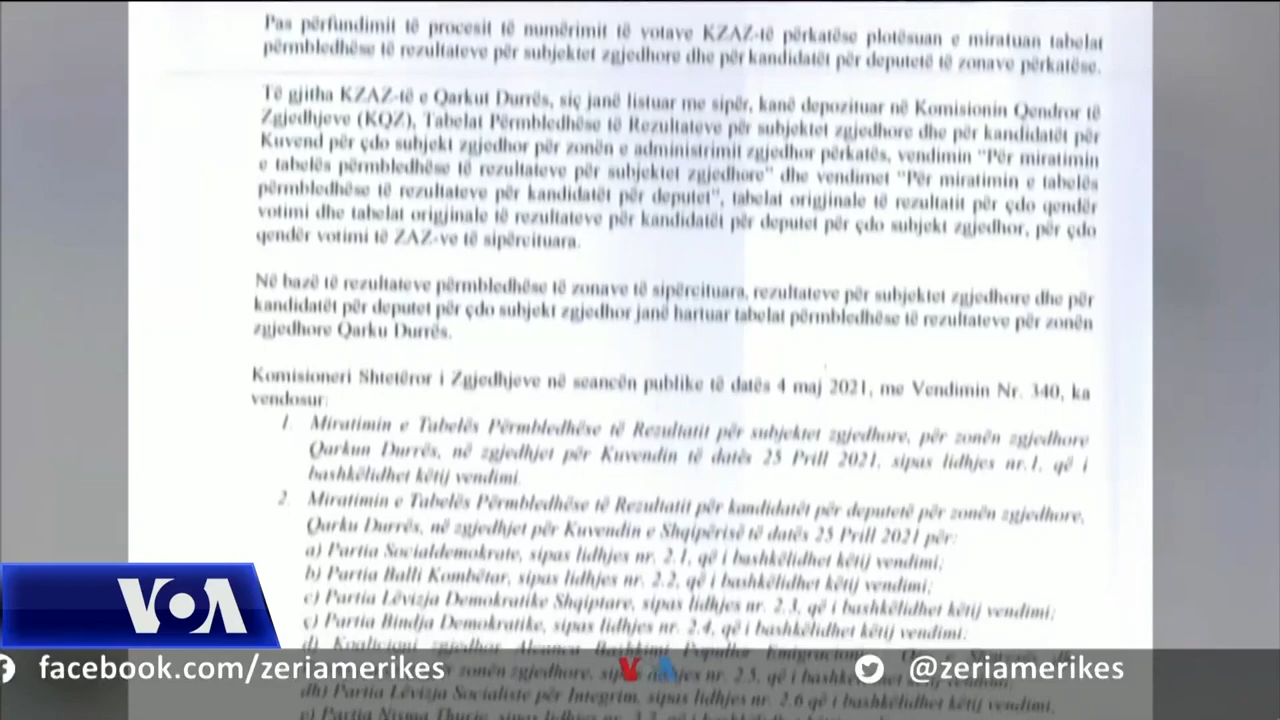 Pas përfundimit të procesit të numërimit të votave KZAZ-të përkatëse plotësuan e miratuan tabelat
përmbledhëse të rezultateve për subjektet zgjedhore dhe për kandidatët për deputetë të zonave përkatëse.
Të gjitha KZAZ-të e Qarkut Durrës, siç janë listuar me sipër, kanë depozituar në Komisionin Qendror të
Zgjedhjeve (KQZ), Tabelat Përmbledhëse të Rezultateve për subjektet zgjedhore dhe për kandidatët për
Kuvend për çdo subjekt zgjedhor për zonën e administrimit zgjedhor përkatës, vendimin "Për miratimin
e tabelës përmbledhëse të rezultateve për subjektet zgjedhore" dhe vendimet "Për miratimin e tabelës
përmbledhëse të rezultateve për kandidatët për deputet", tabelat origjinale të rezultatit për çdo qendër
votimi dhe tabelat origjinale të rezultateve për kandidatët për deputet për çdo subjekt zgjedhor, për çdo
qendër votimi të ZAZ-ve të sipërcituara.
Në bazë të rezultateve përmbledhëse të zonave të sipërcituara, rezultateve për subjektet zgjedhore dhe për
kandidatët për deputet për çdo subjekt zgjedhor janë hartuar tabelat përmbledhëse të rezultateve për zonën
zgjedhore Qarku Durrës.
Komisioneri Shtetëror i Zgjedhjeve në seancën publike të datës 4 maj 2021, me Vendimin Nr. 340, ka
vendosur:
1. Miratimin e Tabelës Përmbledhëse të Rezultatit për subjektet zgjedhore, për zonën zgjedhore
Qarkun Durrës, në zgjedhjet për Kuvendin të datës 25 Prill 2021, sipas lidhjes nr.1, që i
bashkëlidhet këtij vendimi.
2. Miratimin e Tabelës Përmbledhëse të Rezultatit për kandidatët për deputetë për zonën zgjedhore,
Qarku Durrës, në zgjedhjet për Kuvendin e Shqipërisë të datës 25 Prill 2021 për:
a) Partia Socialdemokrate, sipas lidhjes nr. 2.1, që i bashkëlidhet këtij vendimi;
b) Partia Balli Kombëtar, sipas lidhjes nr. 2.2, që i bashkëlidhet këtij vendimi;
c) Partia Lëvizja Demokratike Shqiptare, sipas lidhjes nr. 2.3, që i bashkëlidhet këtij vendimi;
ç) Partia Bindja Demokratike, sipas lidhjes nr. 2.4, që i bashkëlidhet këtij vendimi;
d) Koalicioni zgjedhor Aleanca Bashkimi Popullor
zonën zgjedhore, sipas lidhjes nr. 2.5, që i bashkëlidhet këtij vendimi;
dh) Partia Lëvizja Socialiste për Integrim, sipas lidhjes nr. 2.6 që i bashkëlidhet këtij vendimi;
e) Partia Nisma Thurje, sipas lidhjes nr.
VOA
facebook.com/zeriamerikes
VA
@zeriamerikes